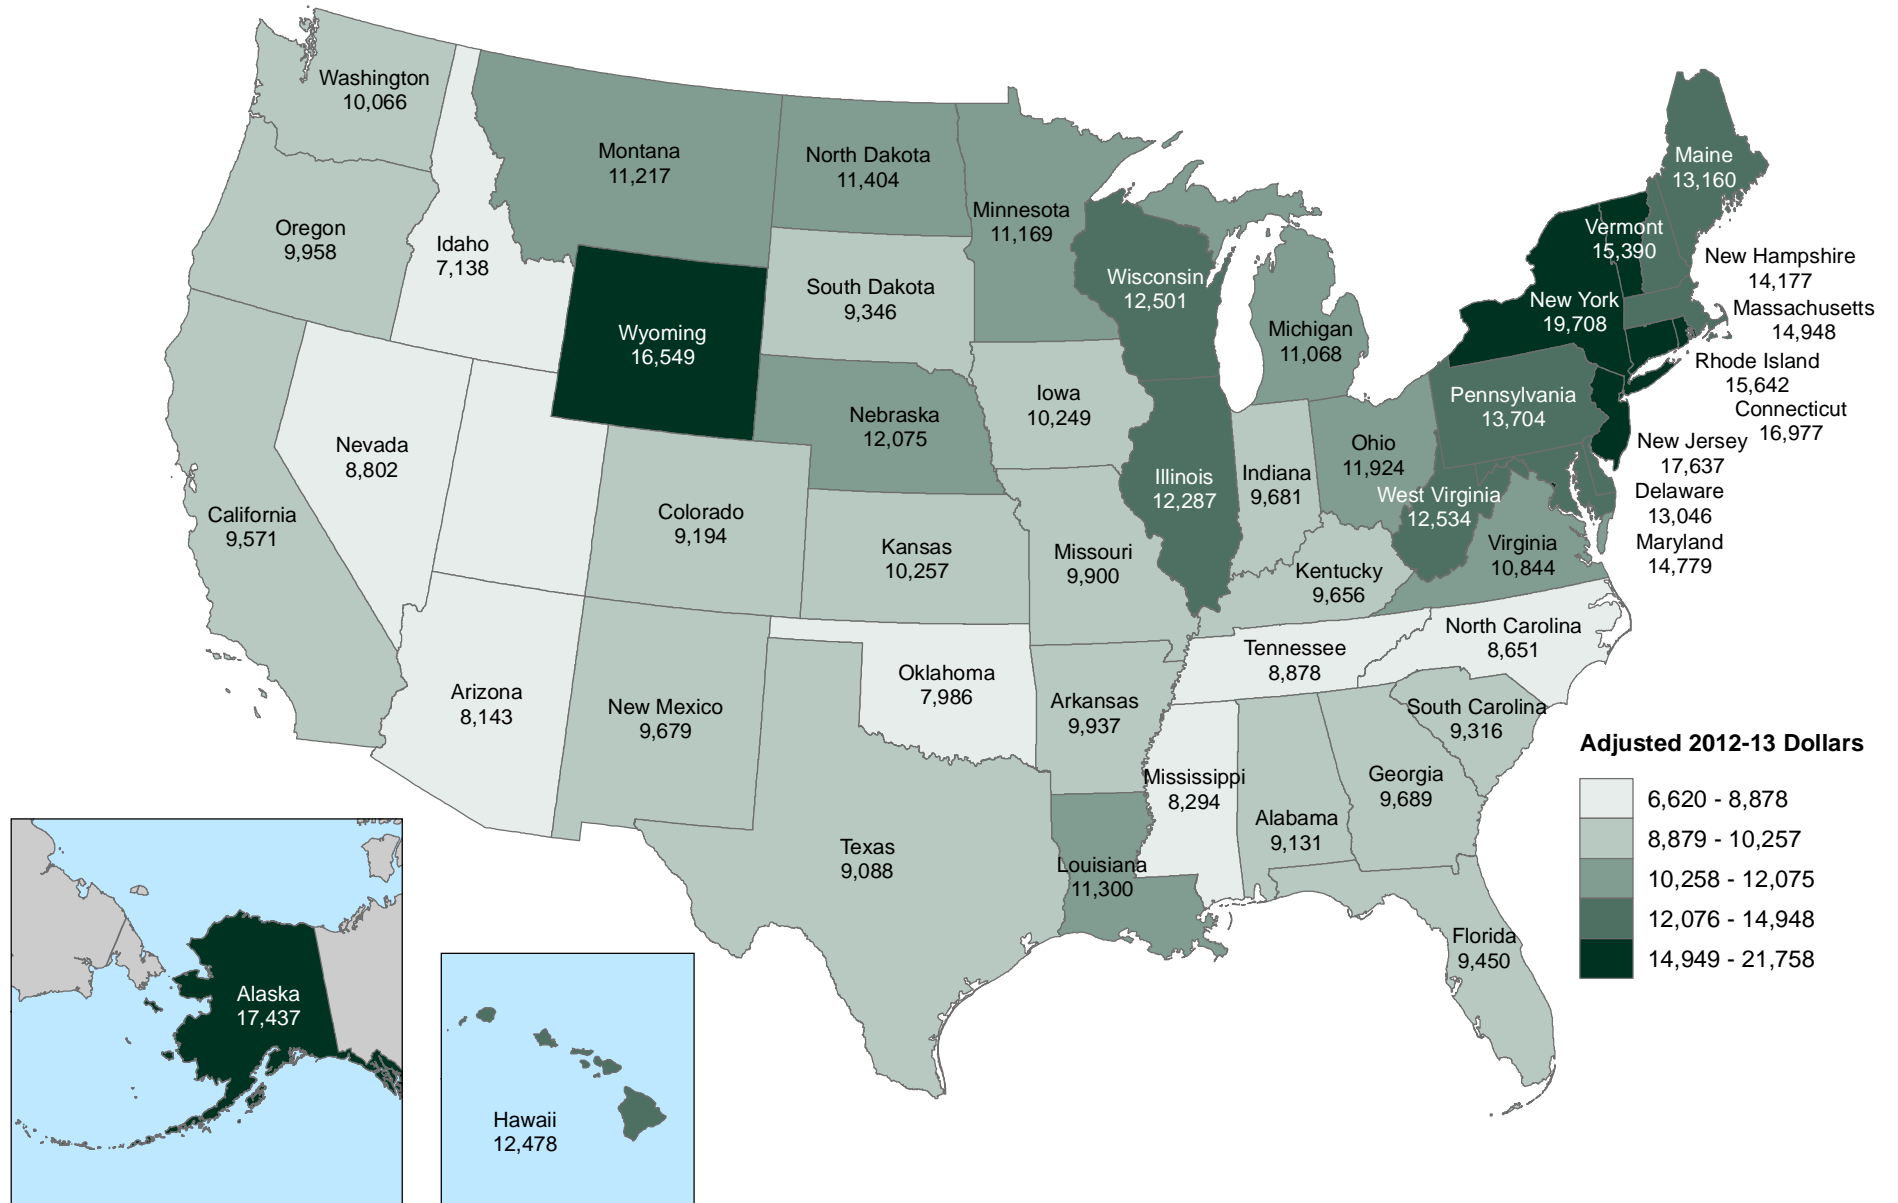 Washington
10,066
Montana
11,217
North Dakota
11,404
Minnesota
11,169
Maine
13,160
Oregon
9,958
Idaho
7,138
South Dakota
9,346
Wisconsin
12,501
Michigan
11,068
Vermont
15,390
New Hampshire
14,177
New York
19,708
Massachusetts
14,948
Wyoming
16,549
Rhode Island
15,642
Connecticut
16,977
Nebraska
12,075
Iowa
10,249
Pennsylvania
13,704
New Jersey
17,637
Nevada
8,802
Illinois
12,287
Indiana
9,681
Ohio
11,924
West Virginia
12,534
Delaware
13,046
Maryland
14,779
California
9,571
Colorado
9,194
Kansas
10,257
Missouri
9,900
Kentucky
9,656
Virginia
10,844
Tennessee
8,878
North Carolina
8,651
Arizona
8,143
New Mexico
9,679
Oklahoma
7,986
Arkansas
9,937
South Carolina
9,316
Mississippi
8,294
Alabama
9,131
Georgia
9,689
Texas
9,088
Louisiana
11,300
Florida
9,450
Alaska
17,437
Hawaii
12,478
Adjusted 2012-13 Dollars
6,620 - 8,878
8,879 - 10,257
10,258 - 12,075
12,076 - 14,948
14,949 - 21,758